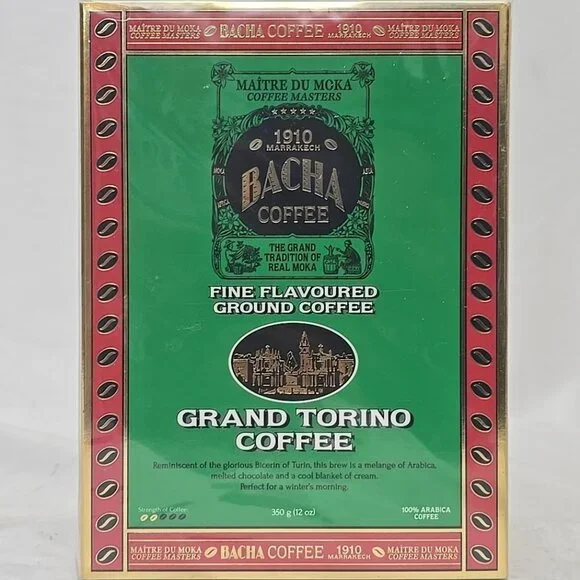 MAÎTRE DU MOKA
COFFEE MASTERS
BACHA COFFEE
1910
MARRAKECH
MAÎTRE DU MOKA
COFFEE MASTERS
MAÎTRE DU MOKA
COFFEE MASTERS
1910
MARRAKECH
MOKA
ASIA
BACHA
AFRICA
COFFEE
THE GRAND
TRADITION OF
REAL MOKA
FINE FLAVOURED
GROUND COFFEE
GRAND TORINO
COFFEE
Reminiscent of the glorious Bicerin of Turin, this brew is a melange of Arabica,
melted chocolate and a cool blanket of cream.
Perfect for a winter's morning.
Strength of Coffee:
350 g (12 oz)
100% ARABICA
COFFEE
MAÎTRE DU MOKA
COFFEE MASTERS
BACHA COFFEE
1910
MARRAKECH
MAÎTRE DU MOKA
COFFEE MASTERS